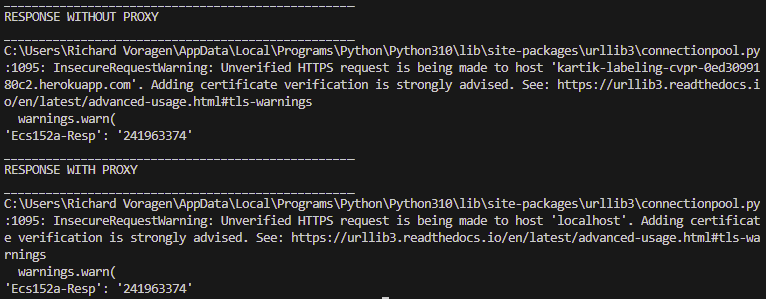 RESPONSE WITHOUT PROXY
C:\Users\Richard Voragen\AppData\Local\Programs\Python\Python310\lib\site-packages\urllib3\connectionpool.py
:1095: InsecureRequestWarning: Unverified HTTPS request is being made to host 'kartik-labeling-cvpr-0ed3099
180c2.herokuapp.com'. Adding certificate verification is strongly advised. See: https://urllib3.readthedocs.i
o/en/latest/advanced-usage.html#tls-warnings
  warnings.warn(
'Ecs152a-Resp': '241963374'
RESPONSE WITH PROXY
C:\Users\Richard Voragen\AppData\Local\Programs\Python\Python310\lib\site-packages\urllib3\connectionpool.py
:1095: InsecureRequestWarning: Unverified HTTPS request is being made to host 'localhost'. Adding certificat
e verification is strongly advised. See: https://urllib3.readthedocs.io/en/latest/advanced-usage.html#tls-wa
rnings
  warnings.warn(
'Ecs152a-Resp': '241963374'